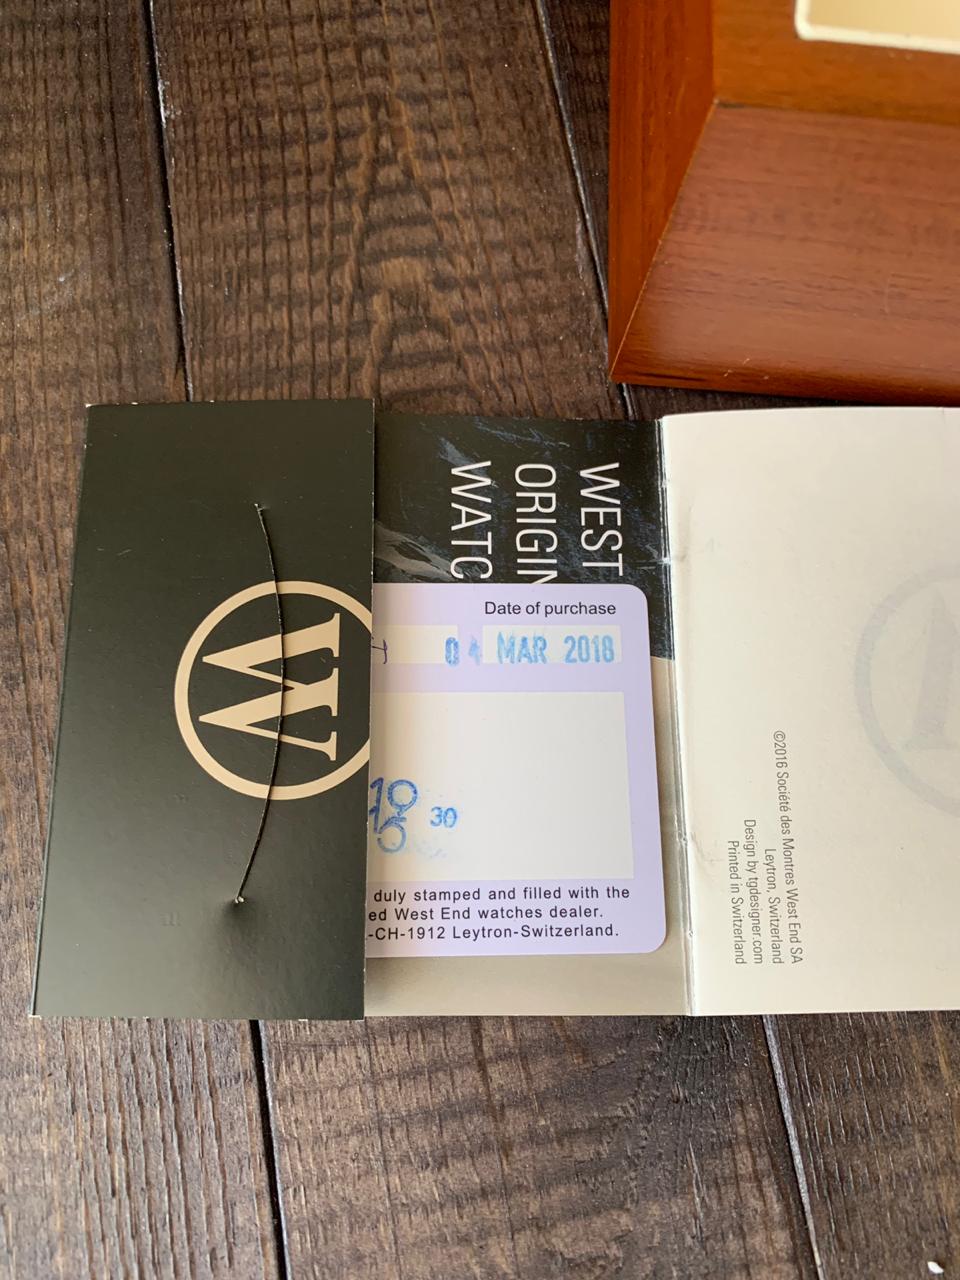 W
WEST
ORIGIN
WATC
Date of purchase
04 MAR 2018
30
duly stamped and filled with the
ed West End watches dealer.
-CH-1912 Leytron-Switzerland.
©2016 Société des Montres West End SA
Leytron, Switzerland
Design by tgdesigner.com
Printed in Switzerland